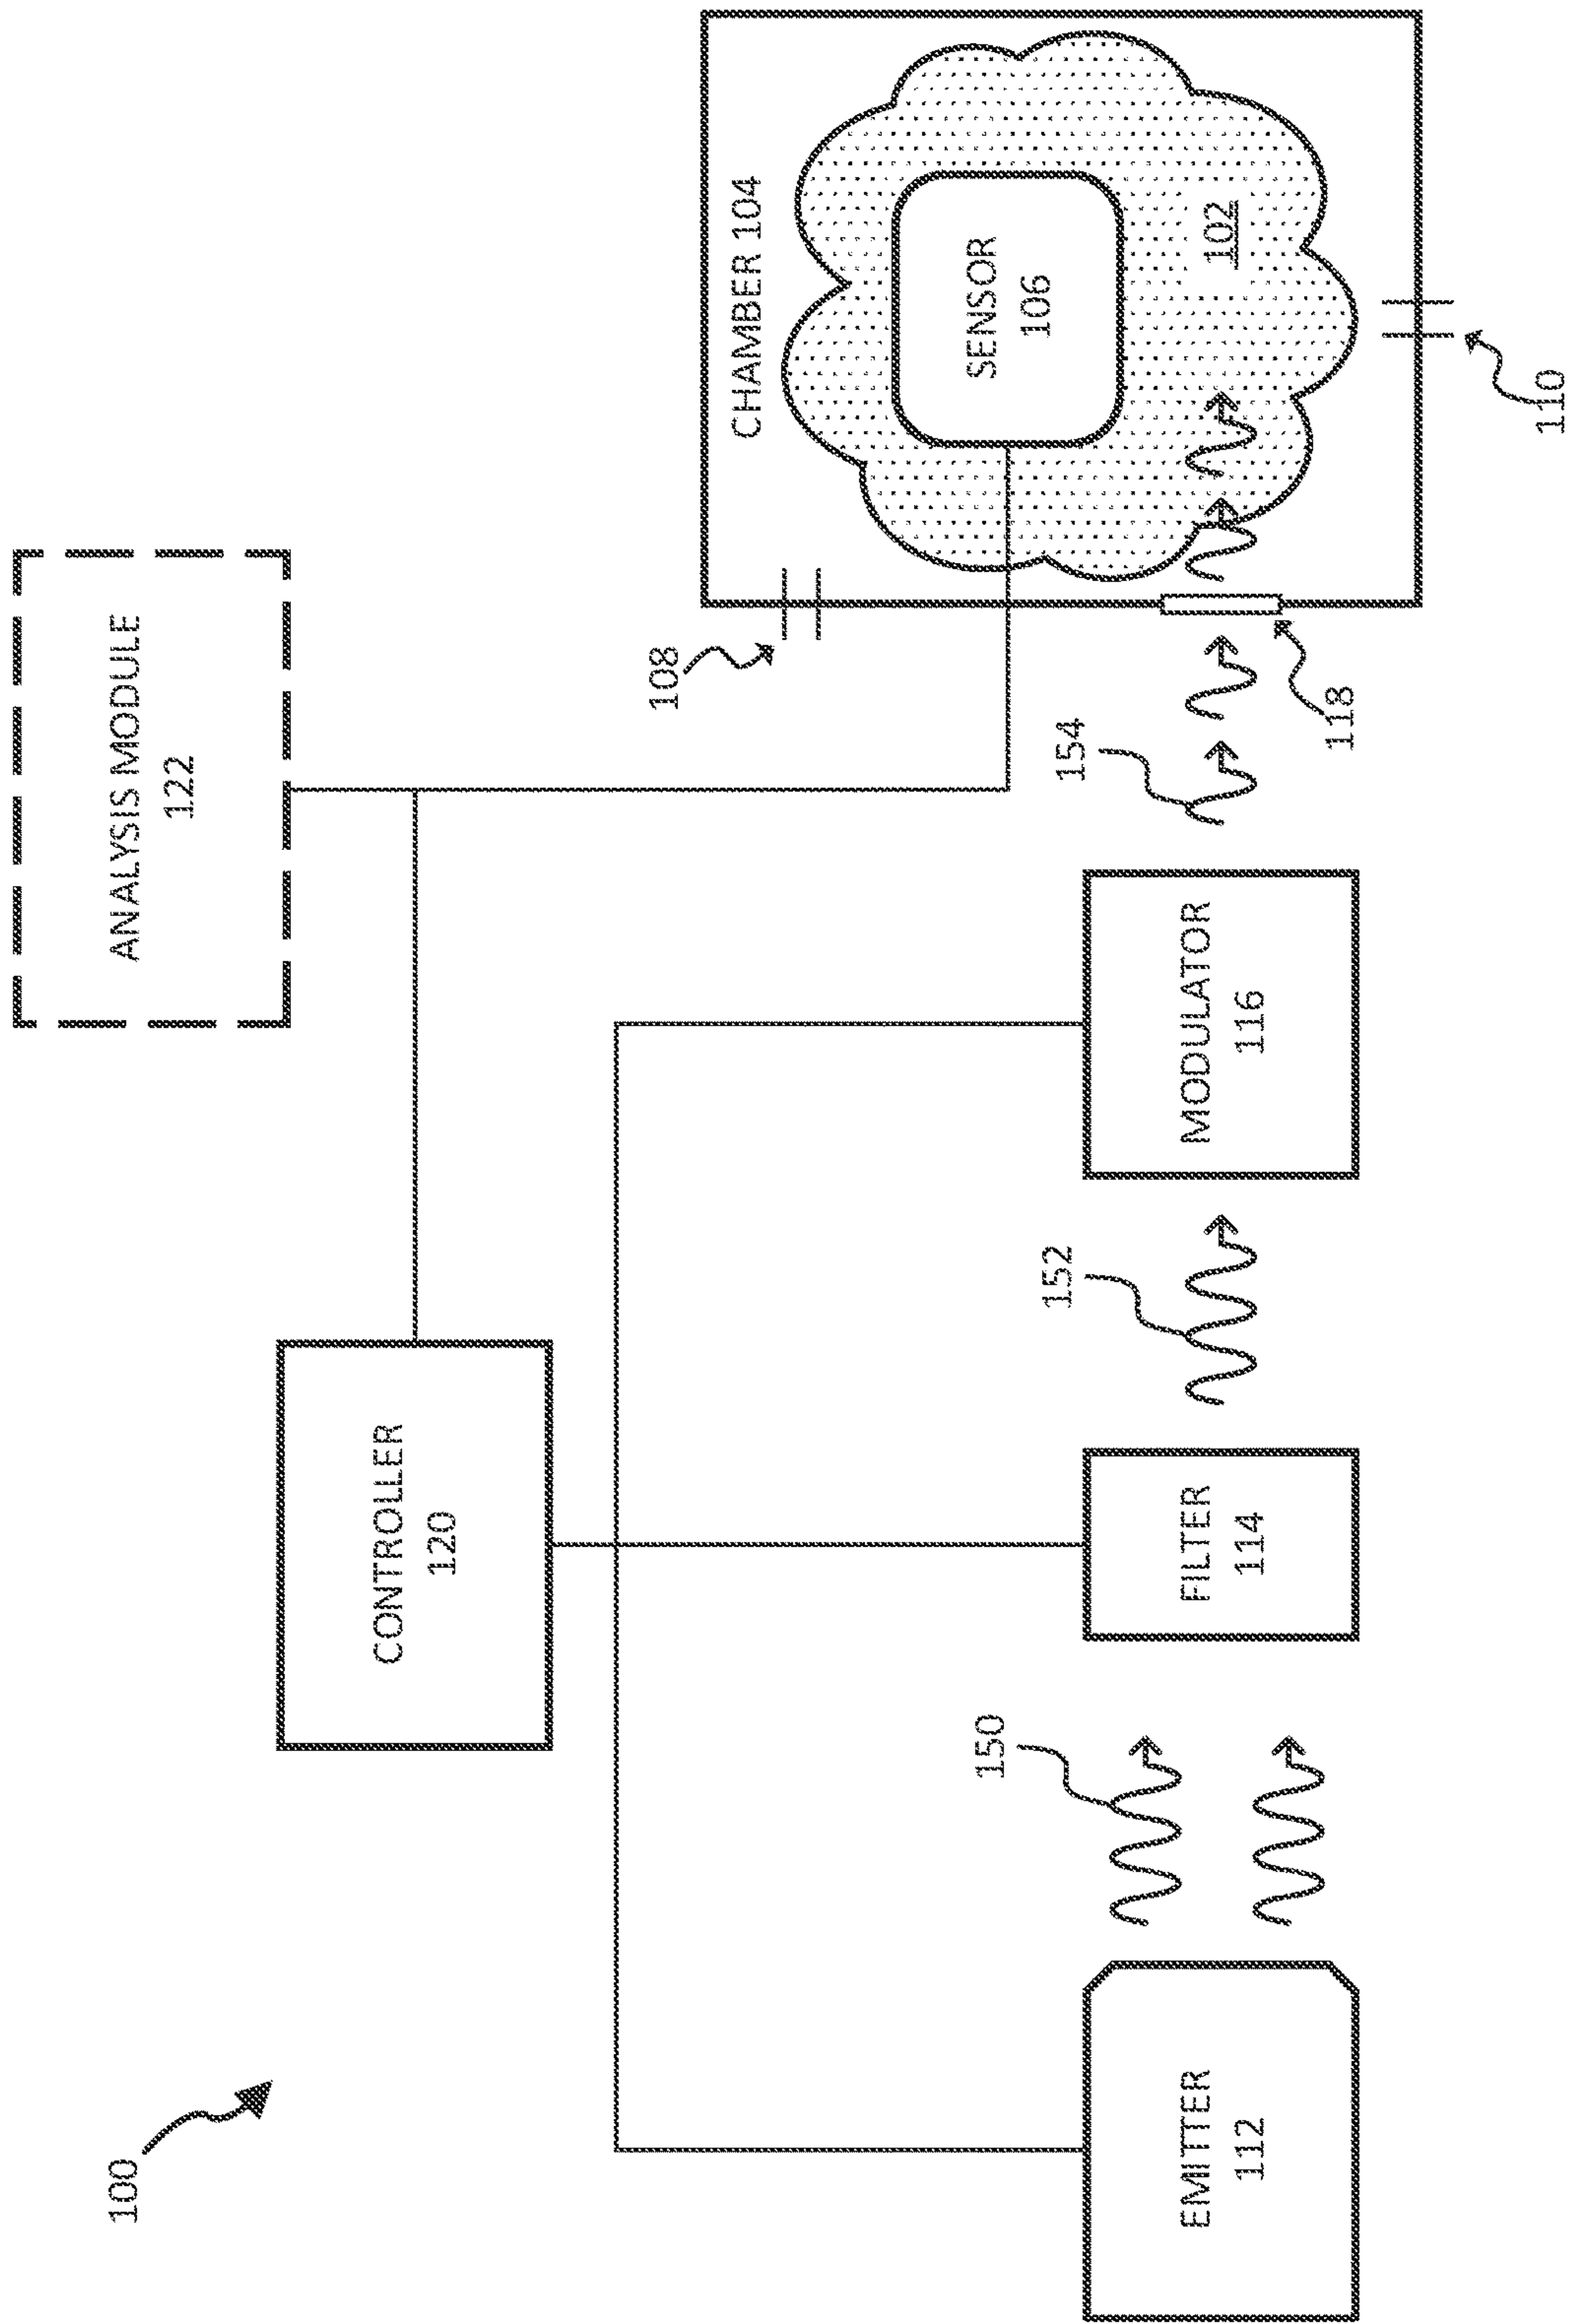 100
ANALYSIS MODULE
122
CONTROLLER
120
CHAMBER 104
SENSOR
106
102
108
110
118
EMITTER
112
150
FILTER
114
152
MODULATOR
116
154